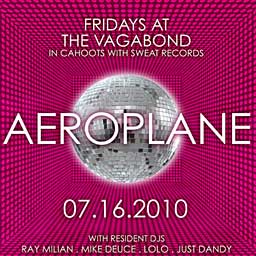 FRIDAYS AT
THE VAGABOND
IN CAHOOTS WITH SWEAT RECORDS
AEROPLANE
07.16.2010
WITH RESIDENT DJS
RAY MILIAN . MIKE DEUCE . LOLO . JUST DANDY